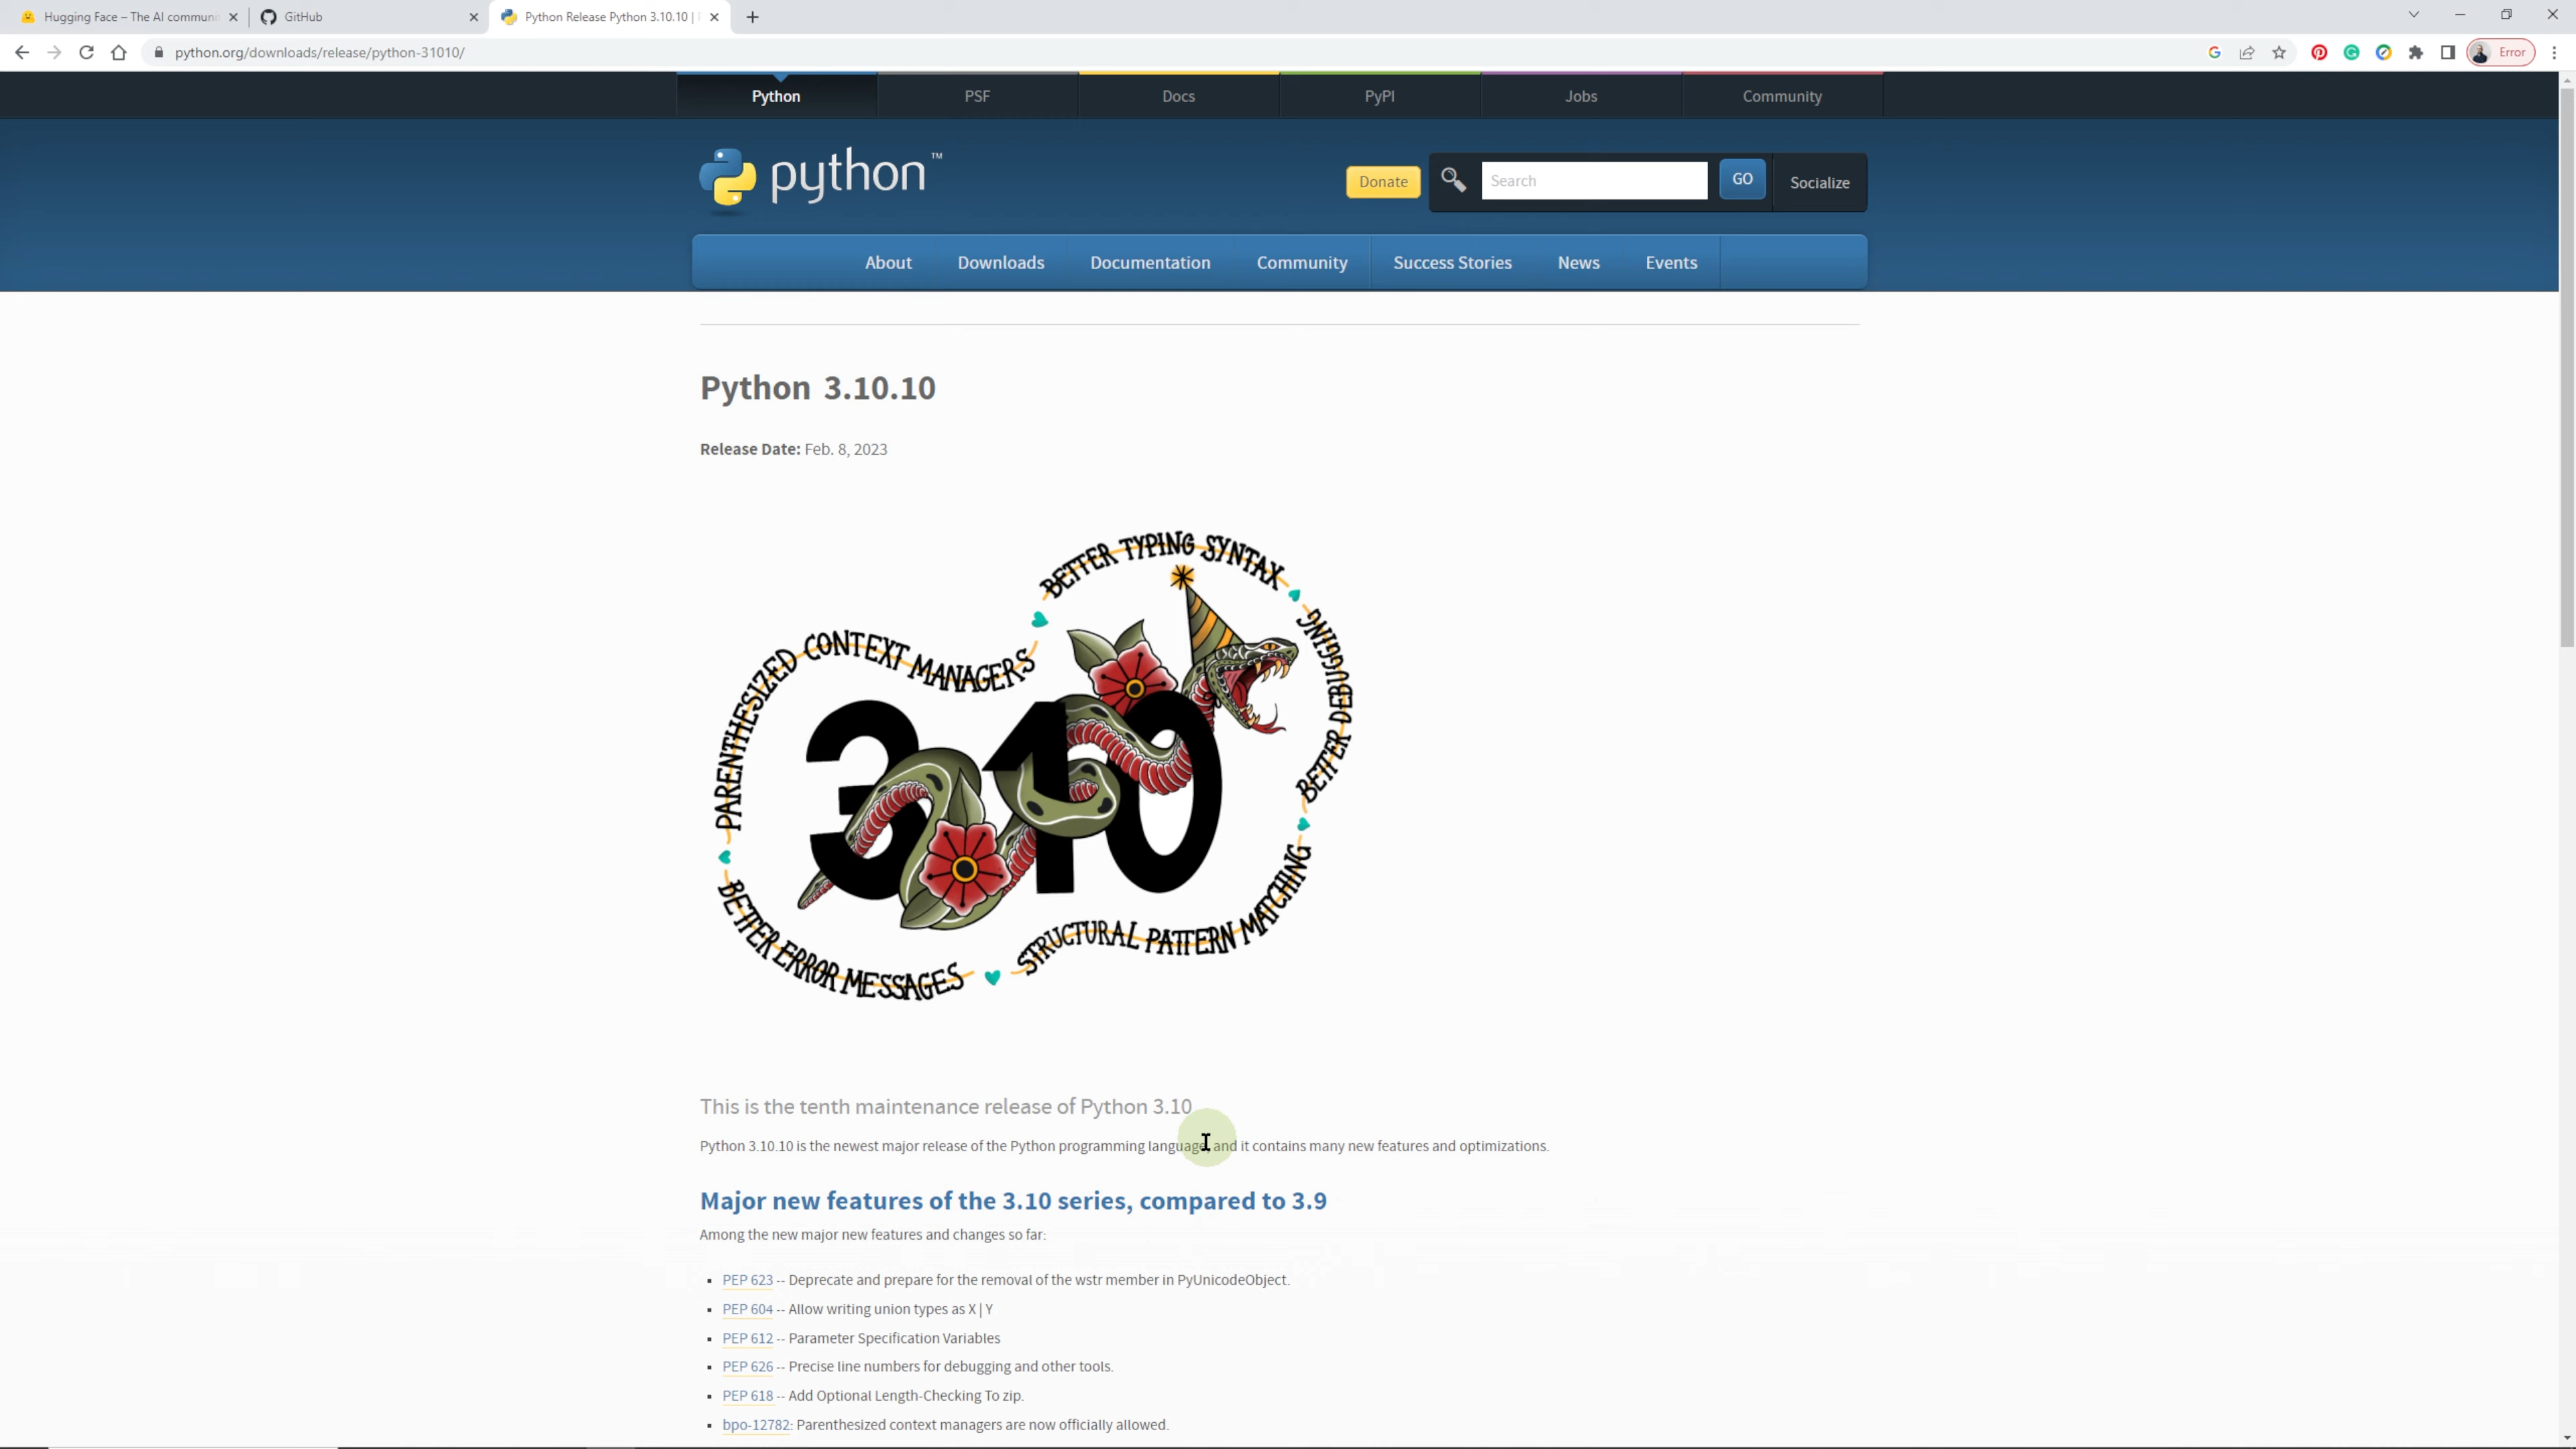 Hugging Face – The AI communi
GitHub
Python Release Python 3.10.10 |
python.org/downloads/release/python-31010/
Error
Python PSF Docs PyPI Jobs Community
python™
Donate
Search
GO
Socialize
About Downloads Documentation Community Success Stories News Events
Python 3.10.10
Release Date: Feb. 8, 2023
BETTER TYPING SYNTAX
BETTER DEBUGGING
PARENTHESIZED CONTEXT MANAGERS
3.10
STRUCTURAL PATTERN MATCHING
BETTER ERROR MESSAGES
This is the tenth maintenance release of Python 3.10
Python 3.10.10 is the newest major release of the Python programming language, and it contains many new features and optimizations.
Major new features of the 3.10 series, compared to 3.9
Among the new major new features and changes so far:
▪ PEP 623 -- Deprecate and prepare for the removal of the wstr member in PyUnicodeObject.
▪ PEP 604 -- Allow writing union types as X | Y
▪ PEP 612 -- Parameter Specification Variables
▪ PEP 626 -- Precise line numbers for debugging and other tools.
▪ PEP 618 -- Add Optional Length-Checking To zip.
▪ bpo-12782: Parenthesized context managers are now officially allowed.